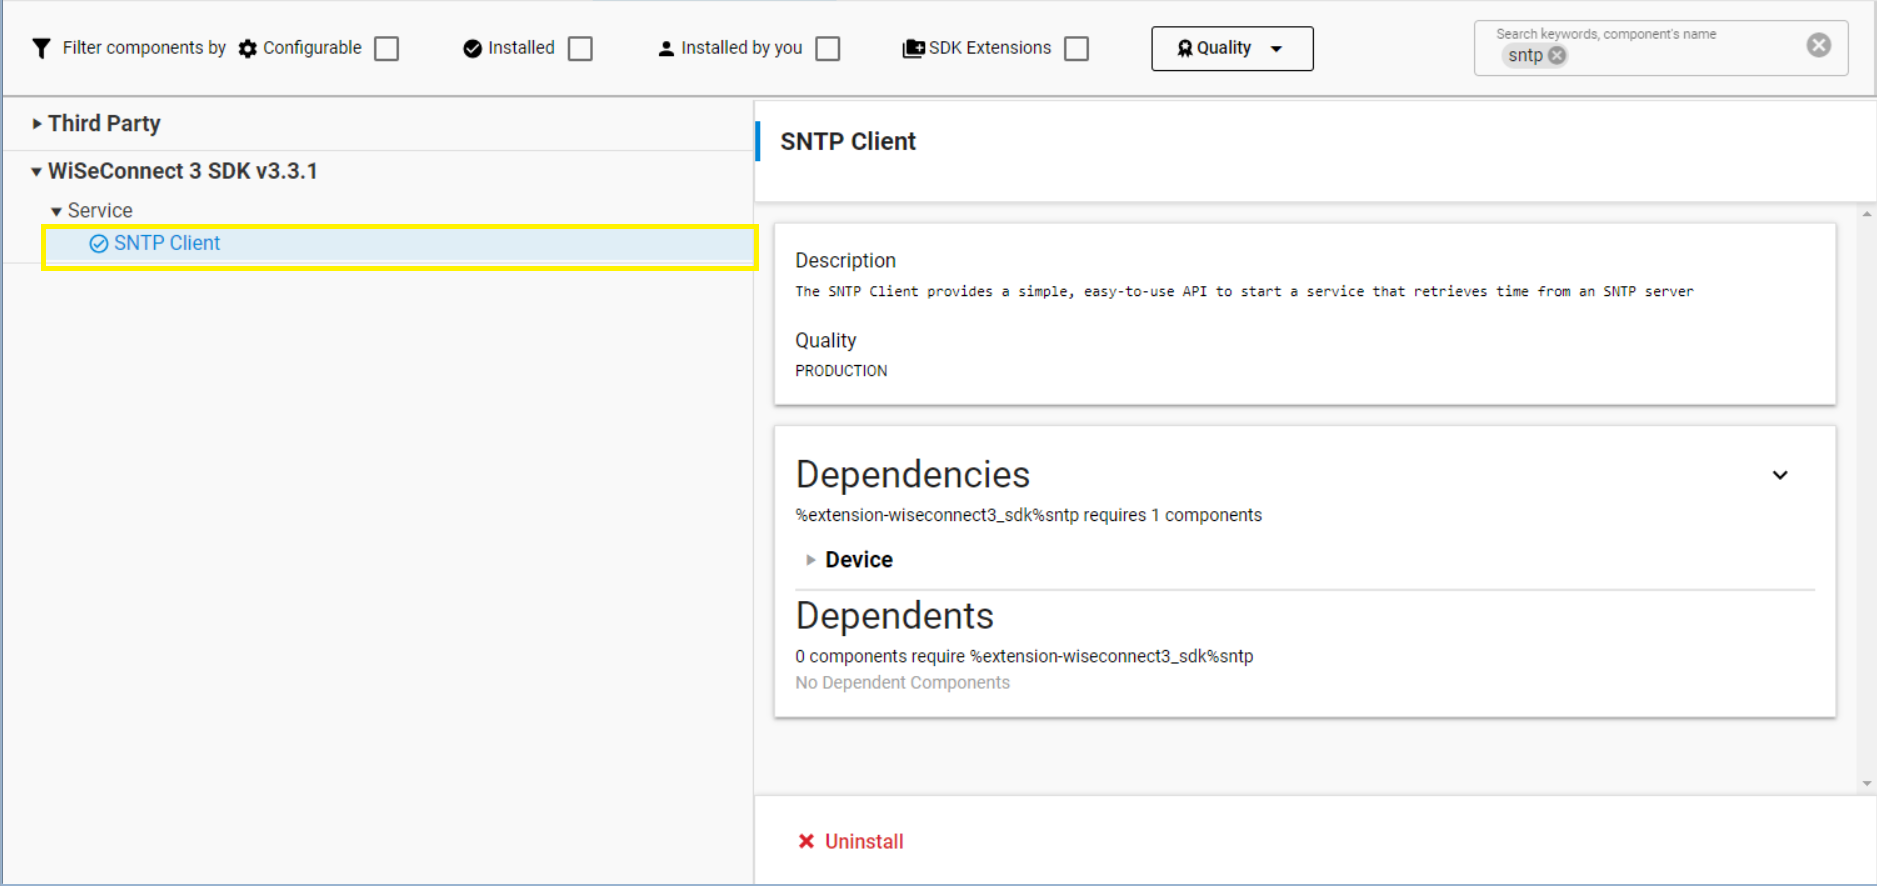 Filter components by Configurable Installed Installed by you SDK Extensions Quality
Search keywords, component's name
sntp
Third Party
WiSeConnect 3 SDK v3.3.1
Service
SNTP Client
SNTP Client
Description
The SNTP Client provides a simple, easy-to-use API to start a service that retrieves time from an SNTP server
Quality
PRODUCTION
Dependencies
%extension-wiseconnect3_sdk%sntp requires 1 components
Device
Dependents
0 components require %extension-wiseconnect3_sdk%sntp
No Dependent Components
Uninstall